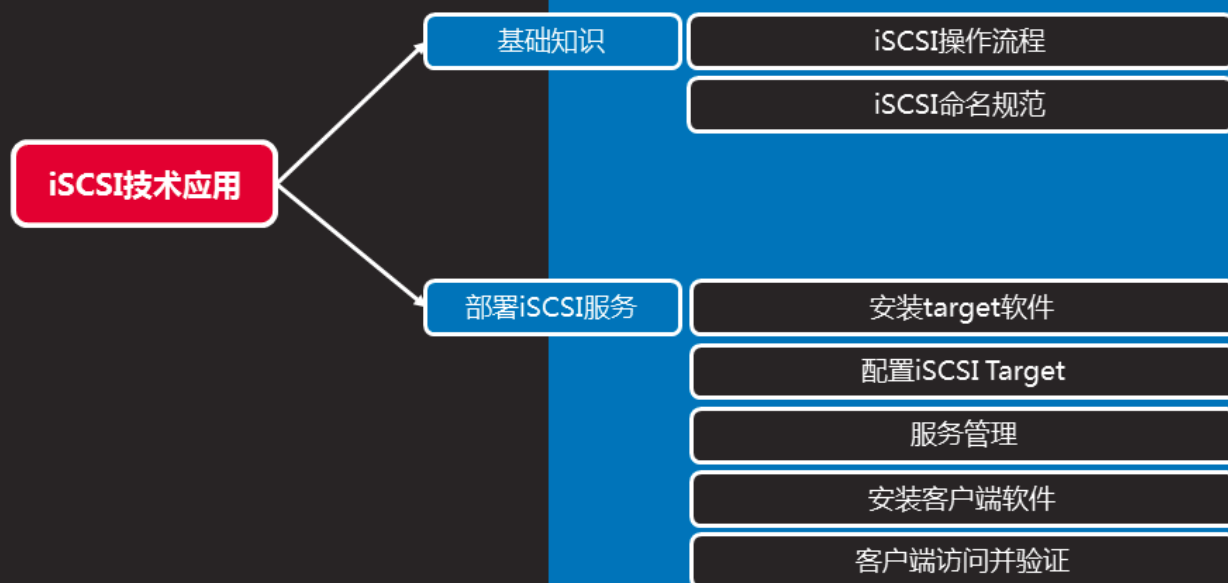 iSCSI技术应用
基础知识
iSCSI操作流程
iSCSI命名规范
部署iSCSI服务
安装target软件
配置iSCSI Target
服务管理
安装客户端软件
客户端访问并验证